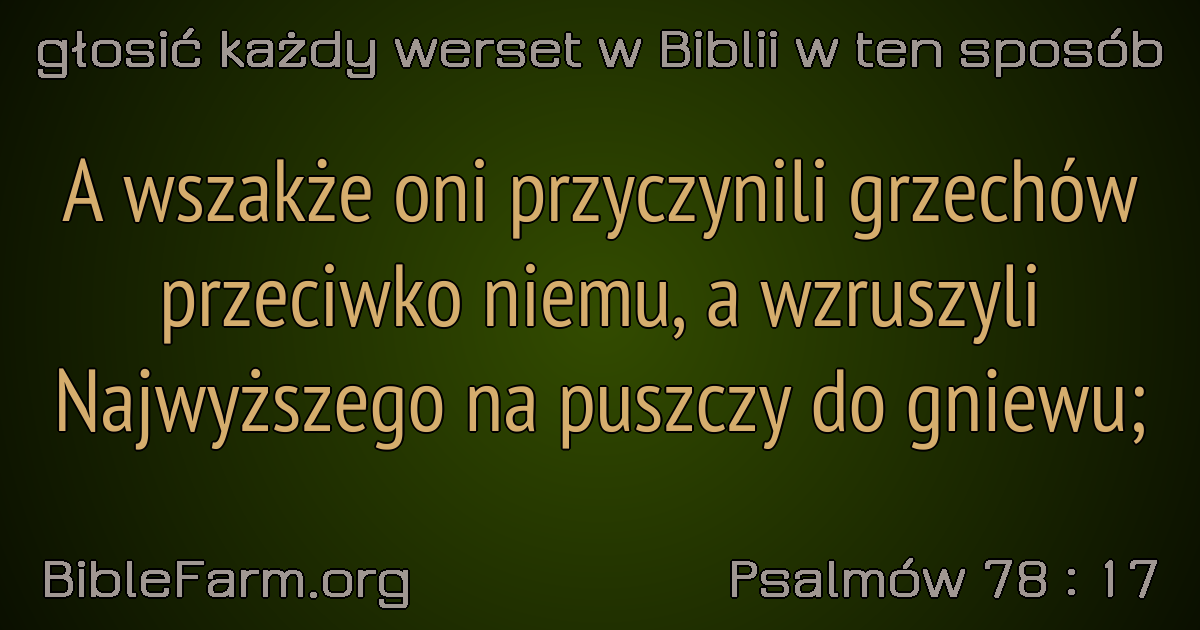 głosić każdy werset w Biblii w ten sposób
A wszakże oni przyczynili grzechów
przeciwko niemu, a wzruszyli
Najwyższego na puszczy do gniewu;
BibleFarm.org
Psalmów 78 : 17